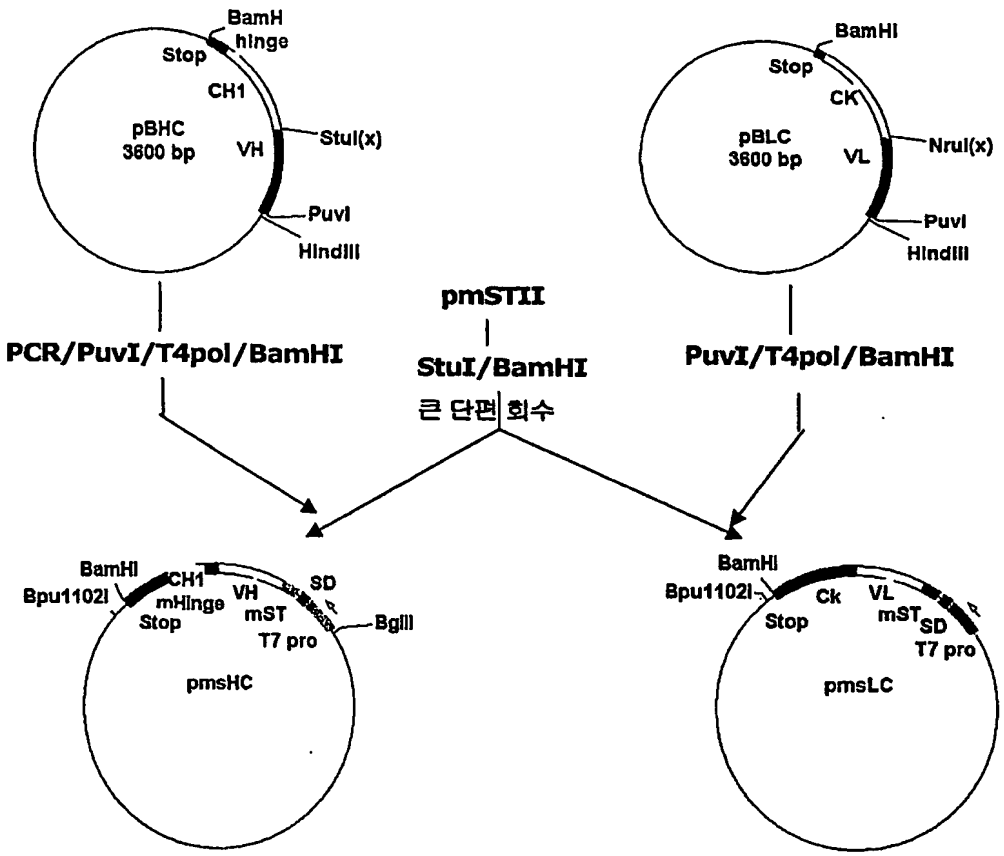 BamH
hinge
Stop
CH1
pBHC
3600 bp
VH
StuI(x)
PuvI
HindIII
BamHI
Stop
CK
pBLC
3600 bp
VL
NruI(x)
PuvI
HindIII
PCR/PuvI/T4pol/BamHI
pmSTII
StuI/BamHI
큰 단편 회수
PuvI/T4pol/BamHI
BamHI
Bpu1102I
CH1
mHinge
Stop
VH
mST
SD
T7 pro
BglII
pmsHC
BamHI
Bpu1102I
Stop
Ck
VL
mST
SD
T7 pro
pmsLC